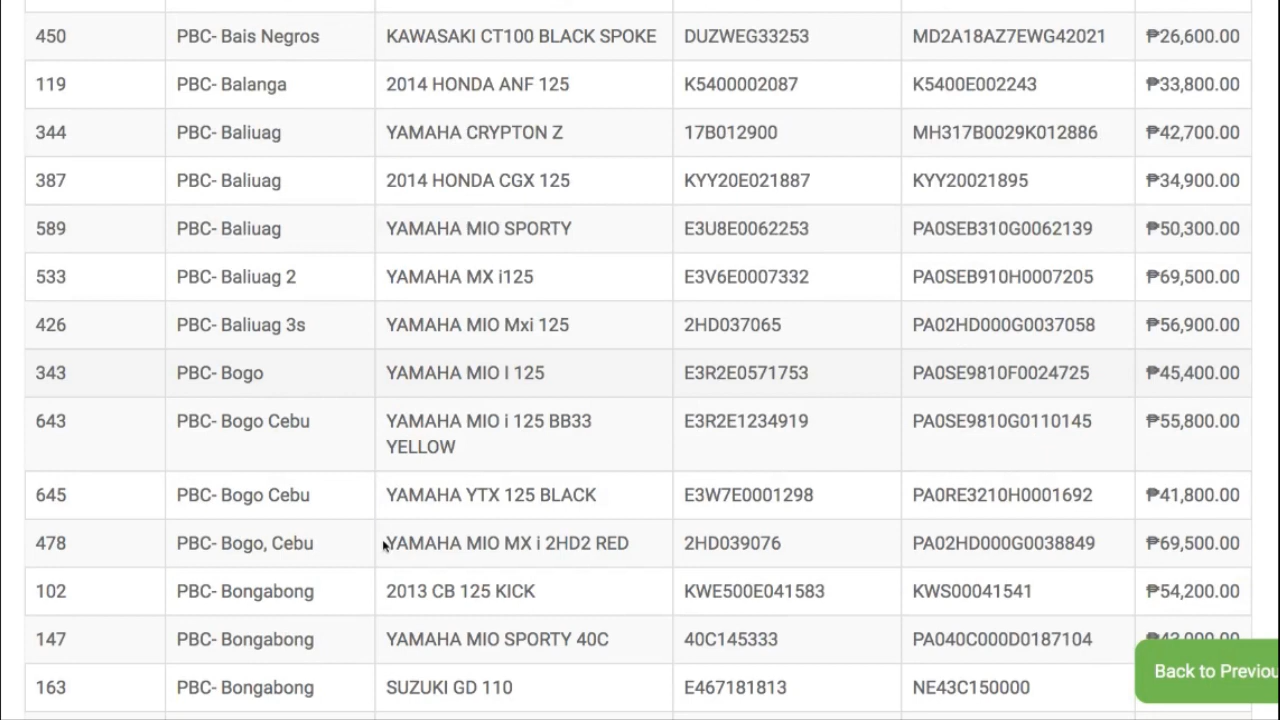 450 PBC- Bais Negros KAWASAKI CT100 BLACK SPOKE DUZWEG33253 MD2A18AZ7EWG42021 ₱26,600.00
119 PBC- Balanga 2014 HONDA ANF 125 K5400002087 K5400E002243 ₱33,800.00
344 PBC- Baliuag YAMAHA CRYPTON Z 17B012900 MH317B0029K012886 ₱42,700.00
387 PBC- Baliuag 2014 HONDA CGX 125 KYY20E021887 KYY20021895 ₱34,900.00
589 PBC- Baliuag YAMAHA MIO SPORTY E3U8E0062253 PA0SEB310G0062139 ₱50,300.00
533 PBC- Baliuag 2 YAMAHA MX i125 E3V6E0007332 PA0SEB910H0007205 ₱69,500.00
426 PBC- Baliuag 3s YAMAHA MIO Mxi 125 2HD037065 PA02HD000G0037058 ₱56,900.00
343 PBC- Bogo YAMAHA MIO I 125 E3R2E0571753 PA0SE9810F0024725 ₱45,400.00
643 PBC- Bogo Cebu YAMAHA MIO i 125 BB33 E3R2E1234919 PA0SE9810G0110145 ₱55,800.00
YELLOW
645 PBC- Bogo Cebu YAMAHA YTX 125 BLACK E3W7E0001298 PA0RE3210H0001692 ₱41,800.00
478 PBC- Bogo, Cebu YAMAHA MIO MX i 2HD2 RED 2HD039076 PA02HD000G0038849 ₱69,500.00
102 PBC- Bongabong 2013 CB 125 KICK KWE500E041583 KWS00041541 ₱54,200.00
147 PBC- Bongabong YAMAHA MIO SPORTY 40C 40C145333 PA040C000D0187104
163 PBC- Bongabong SUZUKI GD 110 E467181813 NE43C150000
Back to Previou